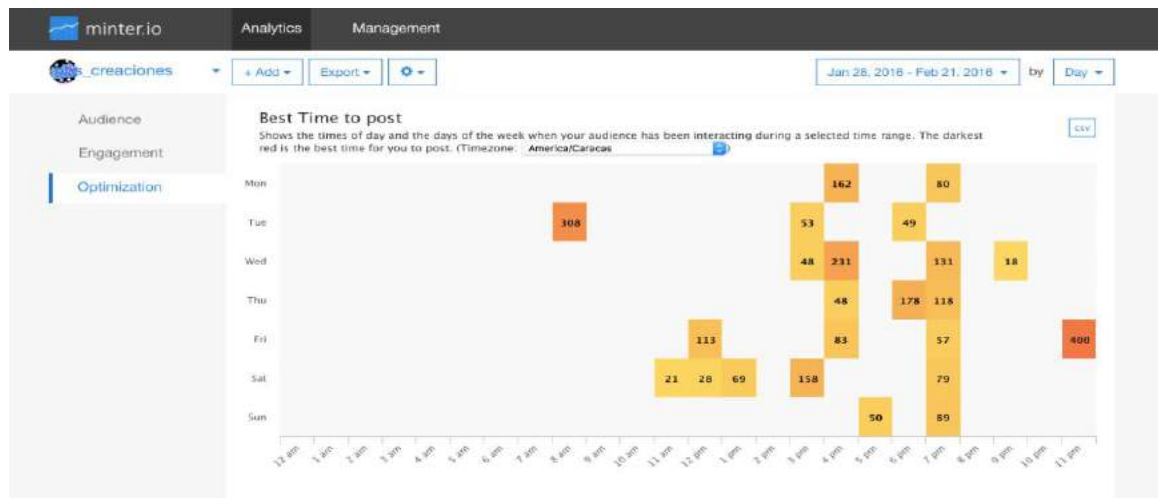 minter.io Analytics Management
s_creaciones + Add Export Jan 28, 2016 - Feb 21, 2016 by Day
Audience
Engagement
Optimization
Best Time to post
CSV
Shows the times of day and the days of the week when your audience has been interacting during a selected time range. The darkest
red is the best time for you to post. (Timezone: America/Caracas )
Mon 162 80
Tue 308 53 49
Wed 48 231 131 18
Thu 48 178 118
Fri 113 83 57 400
Sat 21 28 69 158 79
Sun 50 89
12 am 1 am 2 am 3 am 4 am 5 am 6 am 7 am 8 am 9 am 10 am 11 am 12 pm 1 pm 2 pm 3 pm 4 pm 5 pm 6 pm 7 pm 8 pm 9 pm 10 pm 11 pm